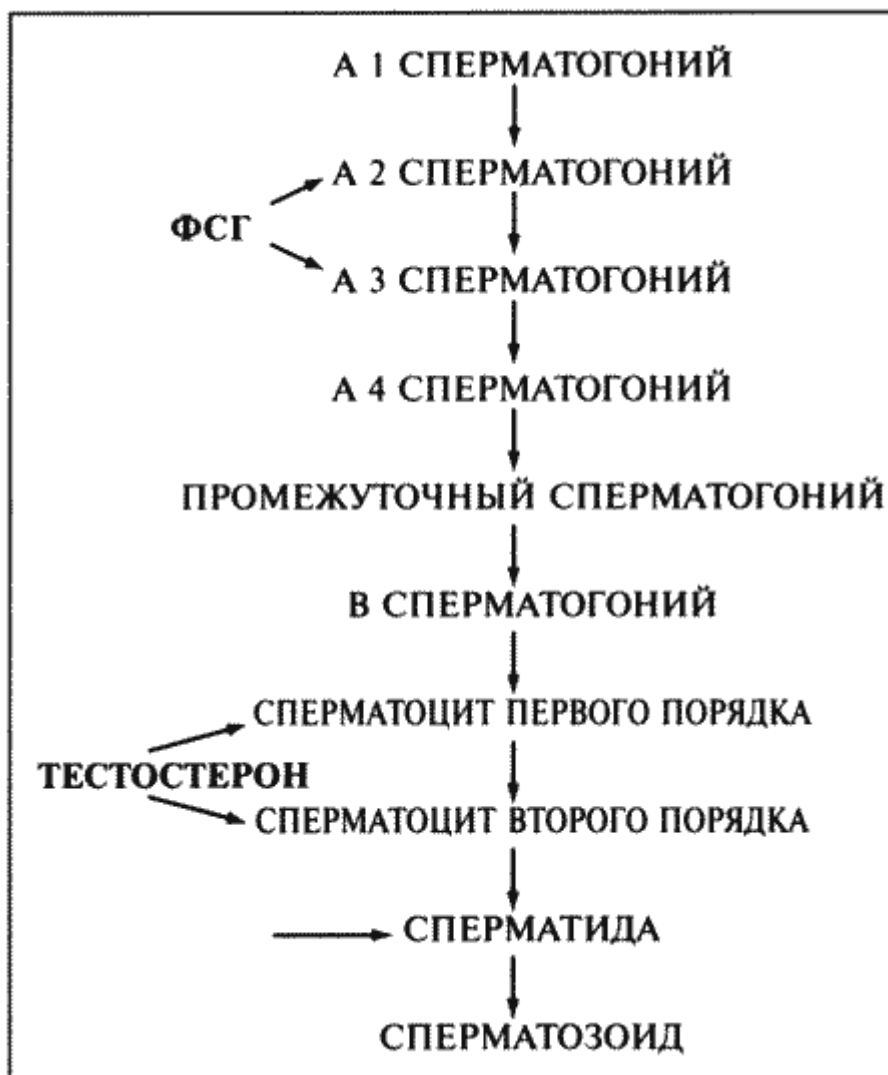 А 1 СПЕРМАТОГОНИЙ
А 2 СПЕРМАТОГОНИЙ
ФСГ
А 3 СПЕРМАТОГОНИЙ
А 4 СПЕРМАТОГОНИЙ
ПРОМЕЖУТОЧНЫЙ СПЕРМАТОГОНИЙ
В СПЕРМАТОГОНИЙ
СПЕРМАТОЦИТ ПЕРВОГО ПОРЯДКА
ТЕСТОСТЕРОН
СПЕРМАТОЦИТ ВТОРОГО ПОРЯДКА
СПЕРМАТИДА
СПЕРМАТОЗОИД